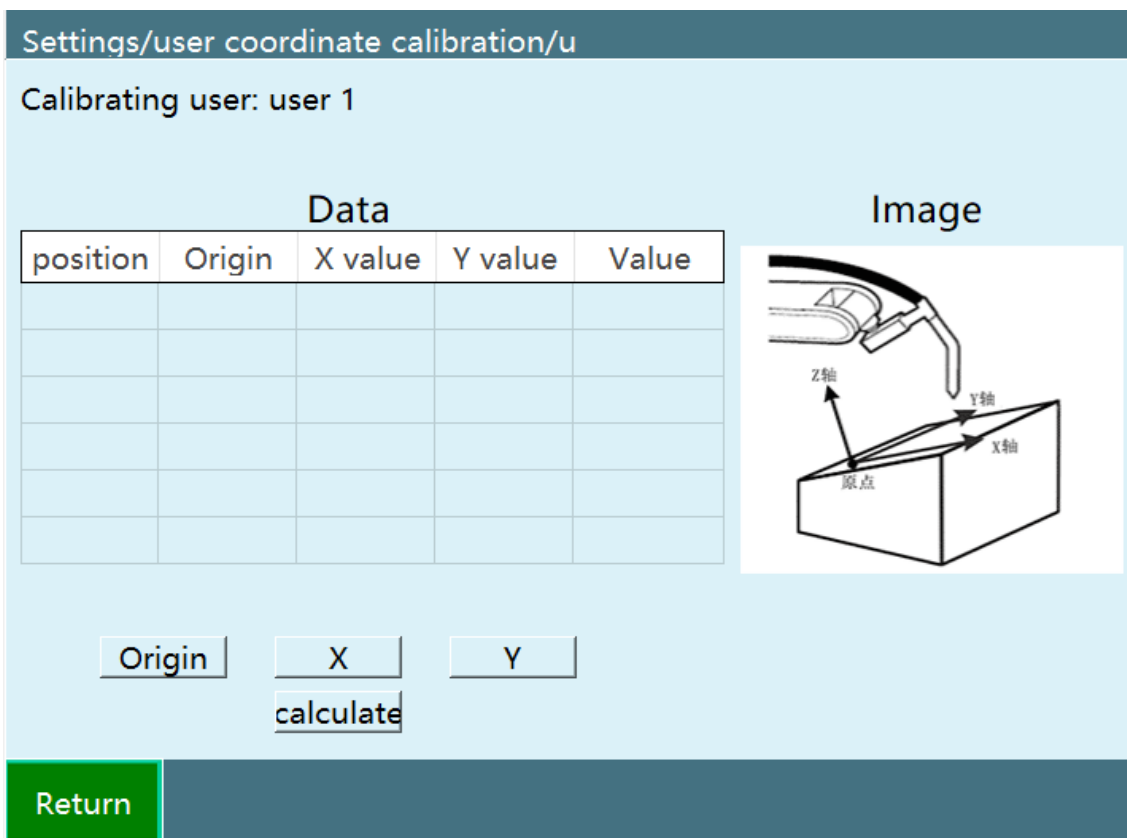 Settings/user coordinate calibration/u
Calibrating user: user 1
Data
Image
position Origin X value Y value Value
Z轴
Y轴
X轴
原点
Origin X Y
calculate
Return